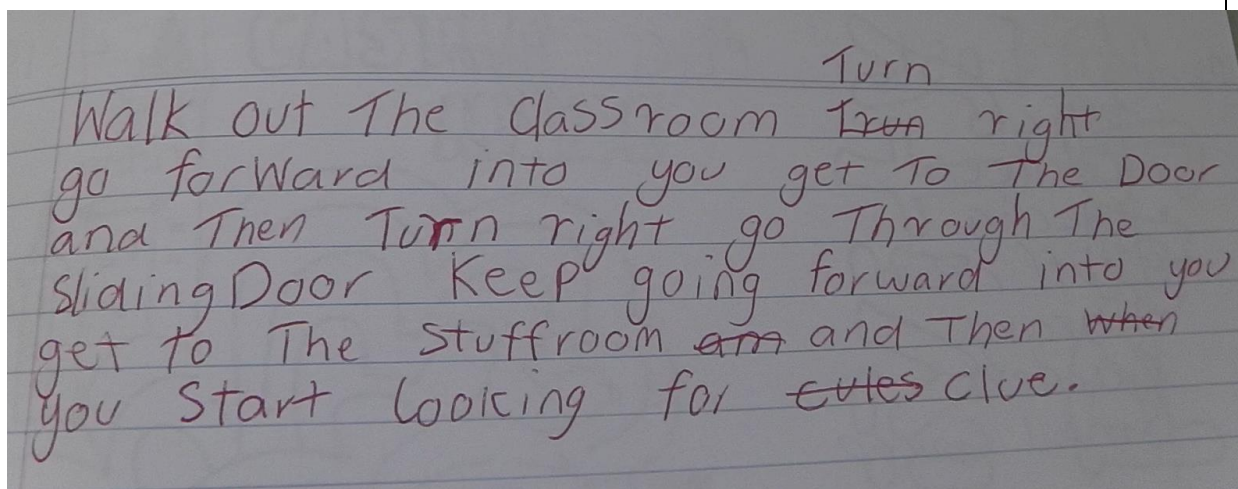 Turn
Walk out The Classroom Trun right
go forward into you get To The Door
and Then Turn right go Through The
sliding Door Keep going forward into you
get to The Stuffroom am and Then when
you Start looking for cules Clue.